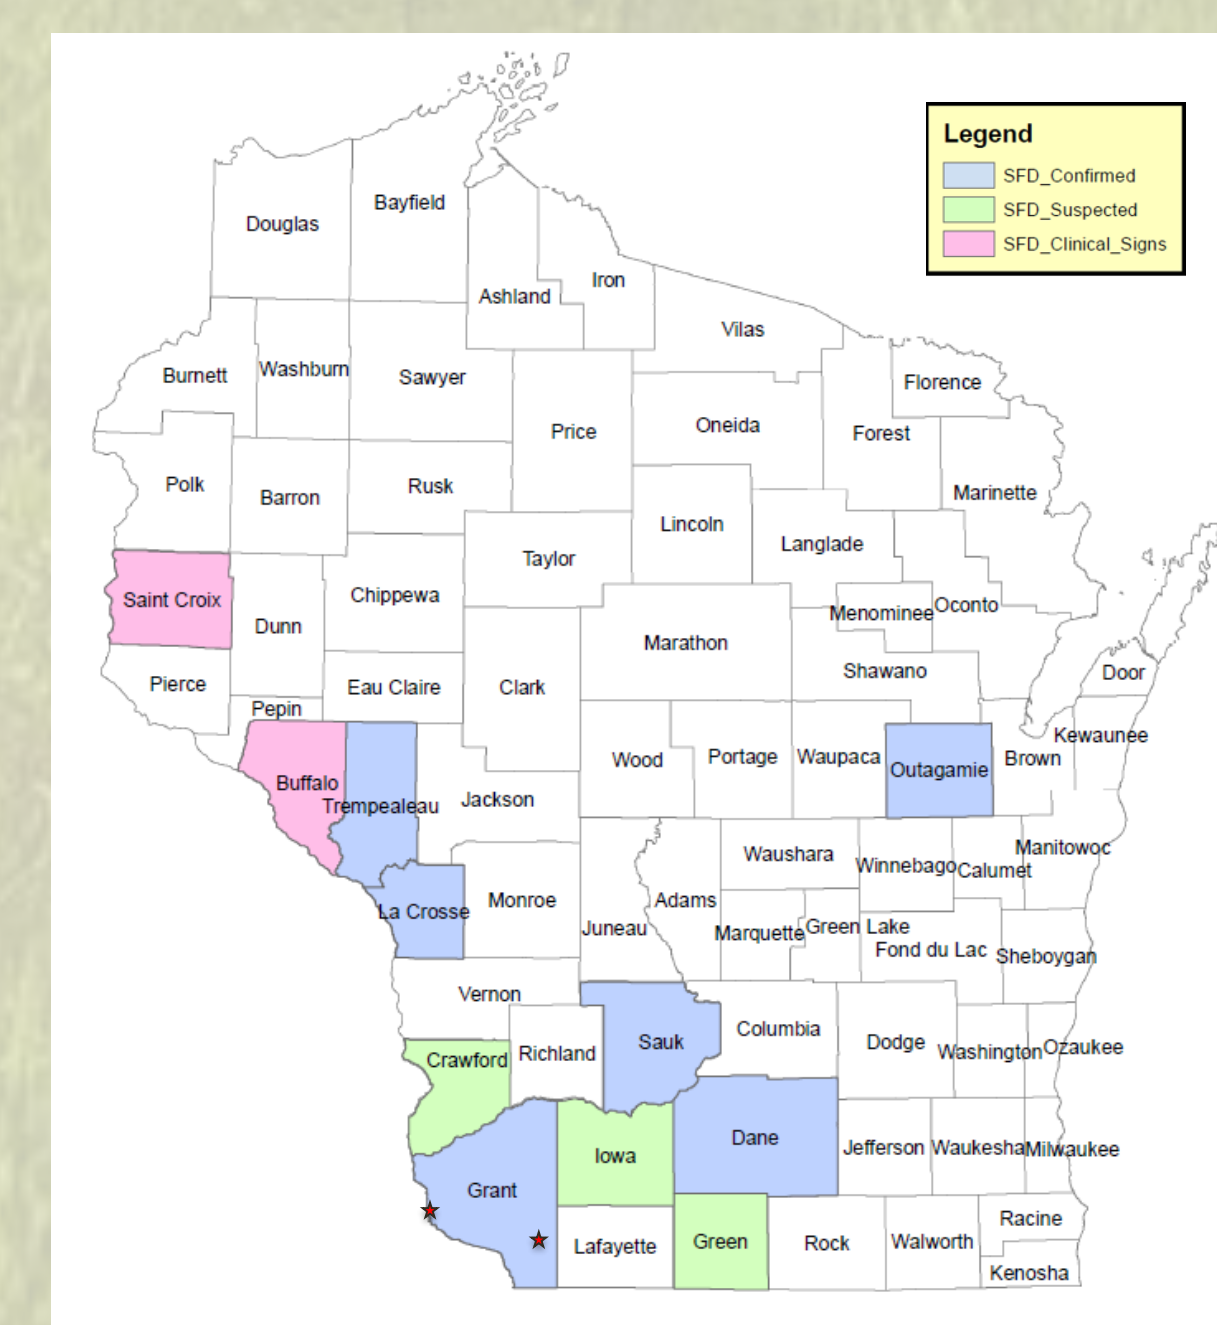 Legend
SFD_Confirmed
SFD_Suspected
SFD_Clinical_Signs
Douglas
Bayfield
Ashland
Iron
Vilas
Burnett
Washburn
Sawyer
Price
Oneida
Forest
Florence
Marinette
Polk
Barron
Rusk
Lincoln
Langlade
Taylor
Saint Croix
Dunn
Chippewa
Marathon
Menominee
Oconto
Shawano
Door
Pierce
Pepin
Eau Claire
Clark
Wood
Portage
Waupaca
Outagamie
Brown
Kewaunee
Buffalo
Trempealeau
Jackson
Waushara
Winnebago
Calumet
Manitowoc
La Crosse
Monroe
Juneau
Adams
Marquette
Green Lake
Fond du Lac
Sheboygan
Vernon
Crawford
Richland
Sauk
Columbia
Dodge
Washington
Ozaukee
Grant
Iowa
Dane
Jefferson
Waukesha
Milwaukee
Lafayette
Green
Rock
Walworth
Racine
Kenosha